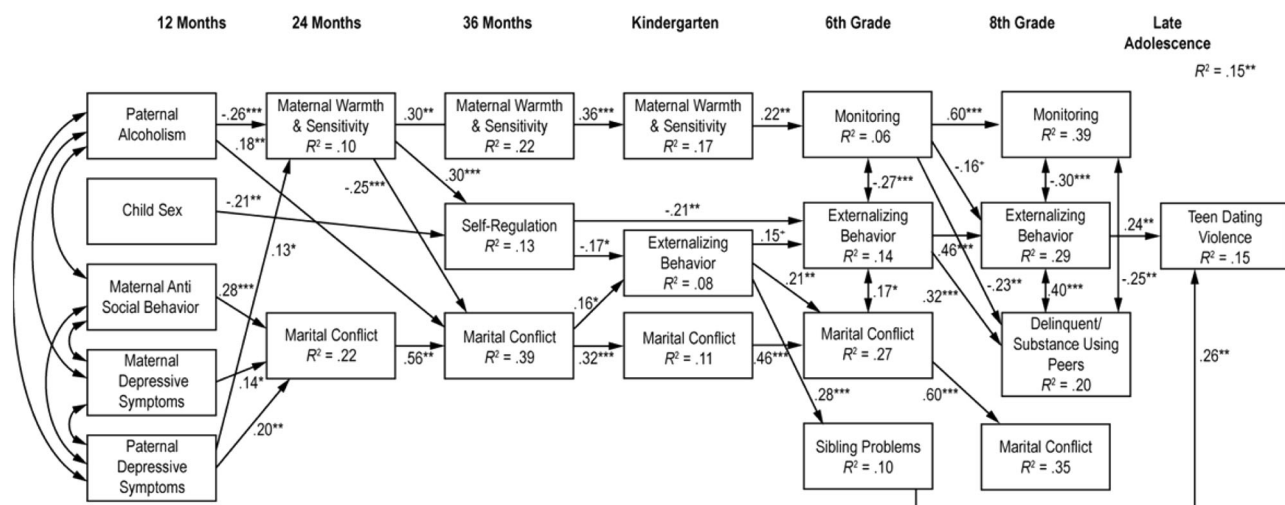 12 Months
24 Months
36 Months
Kindergarten
6th Grade
8th Grade
Late
Adolescence
R² = .15**
Paternal
Alcoholism
-.26***
.18**
Maternal Warmth
& Sensitivity
R² = .10
.30**
Maternal Warmth
& Sensitivity
R² = .22
.36***
Maternal Warmth
& Sensitivity
R² = .17
.22**
Monitoring
R² = .06
.60***
Monitoring
R² = .39
-.25***
.30***
-.27***
-.16⁺
-.30***
Child Sex
-.21**
Self-Regulation
R² = .13
-.21**
-.17*
Externalizing
Behavior
R² = .08
.15⁺
Externalizing
Behavior
R² = .14
.46***
Externalizing
Behavior
R² = .29
.24**
Teen Dating
Violence
R² = .15
.13*
.21**
-.23**
-.25**
Maternal Anti
Social Behavior
.28***
.16*
.17*
.32***
.40***
Marital Conflict
R² = .22
.56**
Marital Conflict
R² = .39
.32***
Marital Conflict
R² = .11
.46***
Marital Conflict
R² = .27
Delinquent/
Substance Using
Peers
R² = .20
.26**
Maternal
Depressive
Symptoms
.14*
.20**
.28***
.60***
Paternal
Depressive
Symptoms
Sibling Problems
R² = .10
Marital Conflict
R² = .35